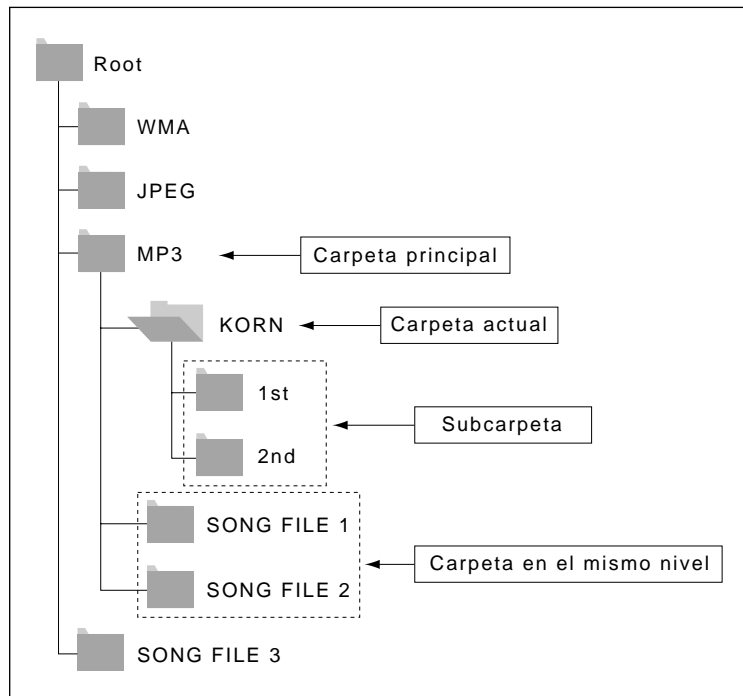 Root
WMA
JPEG
MP3
Carpeta principal
KORN
Carpeta actual
1st
Subcarpeta
2nd
SONG FILE 1
Carpeta en el mismo nivel
SONG FILE 2
SONG FILE 3